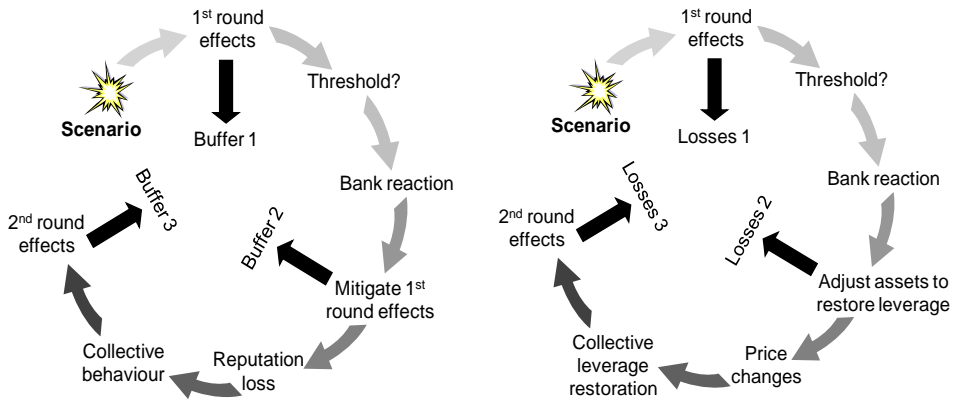 1st round
effects
Threshold?
Scenario
Buffer 1
Bank reaction
Buffer 3
Buffer 2
2nd round
effects
Mitigate 1st
round effects
Collective
behaviour
Reputation
loss
1st round
effects
Threshold?
Scenario
Losses 1
Bank reaction
Losses 3
Losses 2
2nd round
effects
Adjust assets to
restore leverage
Collective
leverage
restoration
Price
changes